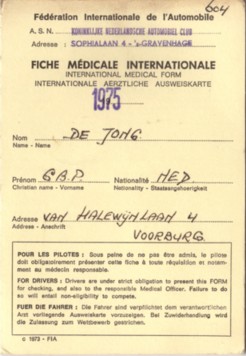 604
Fédération Internationale de l'Automobile
A. S. N. KONINKLIJKE NEDERLANDSCHE AUTOMOBIEL CLUB
Adresse : SOPHIALAAN 4 - 's-GRAVENHAGE
FICHE MÉDICALE INTERNATIONALE
INTERNATIONAL MEDICAL FORM
INTERNATIONALE AERZTLICHE AUSWEISKARTE
1975
Nom DE JONG
Name - Name
Prénom G.A.P. Nationalité NED
Christian name - Vorname Nationality - Staatsangehoerigkeit
Adresse VAN HALEWIJNLAAN 4
Address - Anschrift
VOORBURG
POUR LES PILOTES : Sous peine de ne pas être admis, le pilote
doit obligatoirement présenter cette fiche à toute réquisition et notam-
ment au médecin responsable.
FOR DRIVERS : Drivers are under strict obligation to present this FORM
for checking, and also to the responsible Medical Officer. Failure to do
so will entail non-eligibility to compete.
FUER DIE FAHRER : Die Fahrer sind verpflichtet dem verantwortlichen
Arzt vorliegende Ausweiskarte vorzuzeigen. Bei Zuwiderhandlung wird
die Zulassung zum Wettbewerb gestrichen.
c 1973 - FIA